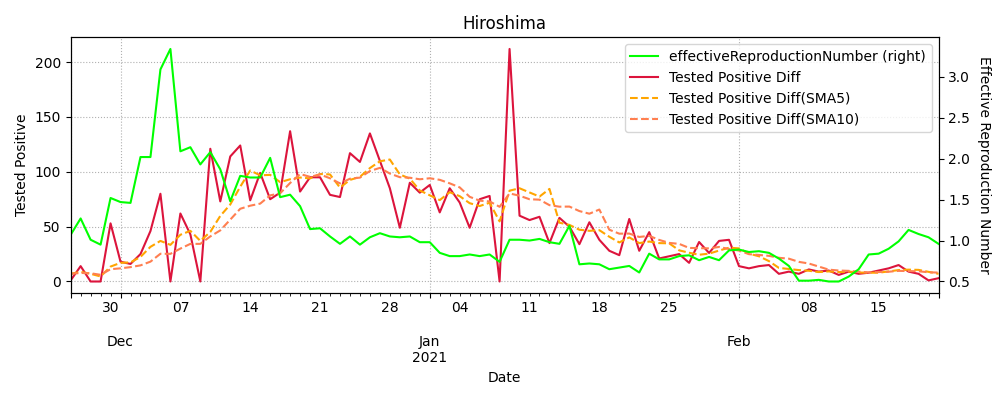 Hiroshima
effectiveReproductionNumber (right)
Tested Positive Diff
Tested Positive Diff(SMA5)
Tested Positive Diff(SMA10)
Tested Positive
200
150
100
50
0
Effective Reproduction Number
3.0
2.5
2.0
1.5
1.0
0.5
30 07 14 21 28 04 11 18 25 08 15
Dec Jan Feb
2021
Date